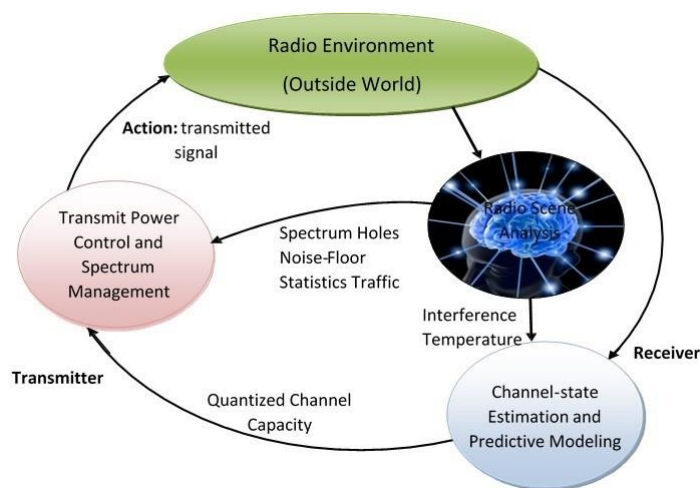 Radio Environment
(Outside World)
Action: transmitted
signal
Radio Scene
Analysis
Transmit Power
Control and
Spectrum
Management
Spectrum Holes
Noise-Floor
Statistics Traffic
Interference
Temperature
Receiver
Transmitter
Quantized Channel
Capacity
Channel-state
Estimation and
Predictive Modeling